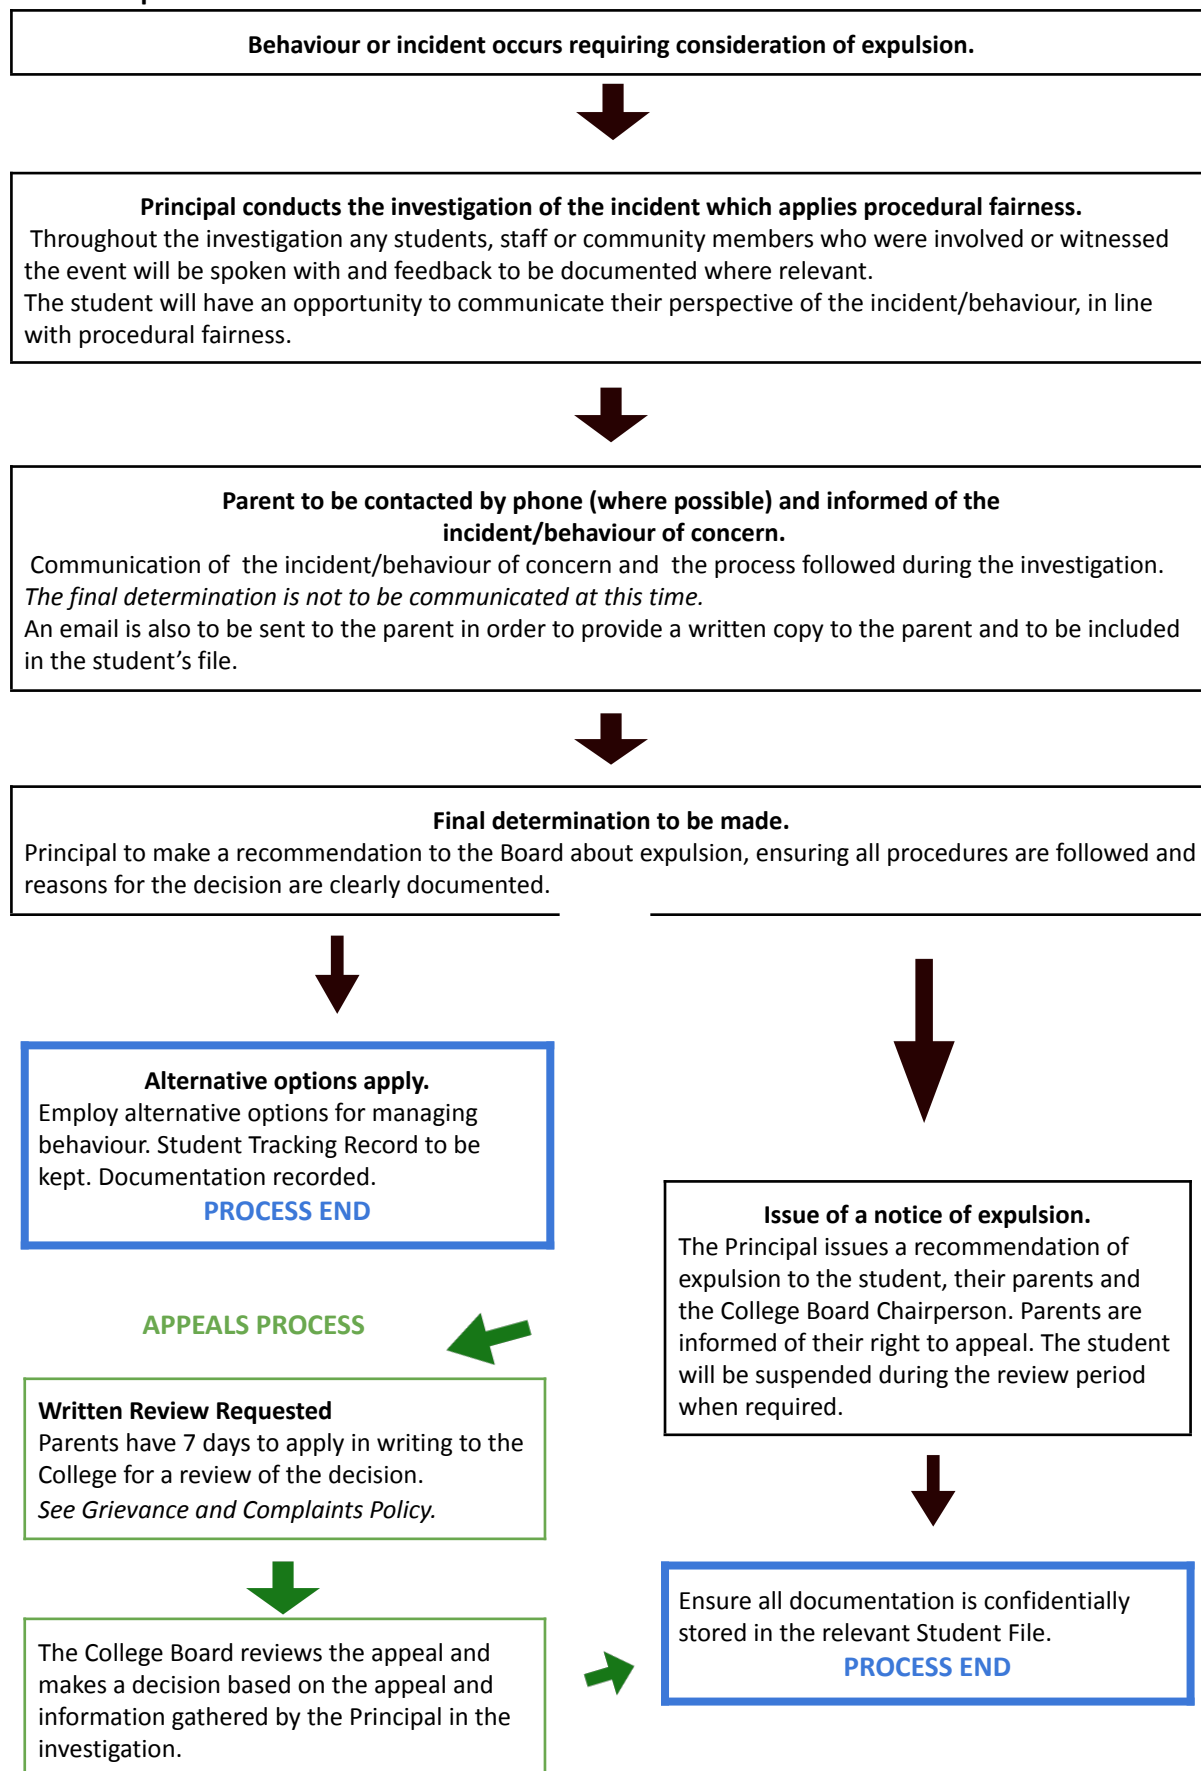 Behaviour or incident occurs requiring consideration of expulsion.
Principal conducts the investigation of the incident which applies procedural fairness.
Throughout the investigation any students, staff or community members who were involved or witnessed
the event will be spoken with and feedback to be documented where relevant.
The student will have an opportunity to communicate their perspective of the incident/behaviour, in line
with procedural fairness.
Parent to be contacted by phone (where possible) and informed of the
incident/behaviour of concern.
Communication of the incident/behaviour of concern and the process followed during the investigation.
The final determination is not to be communicated at this time.
An email is also to be sent to the parent in order to provide a written copy to the parent and to be included
in the student's file.
Final determination to be made.
Principal to make a recommendation to the Board about expulsion, ensuring all procedures are followed and
reasons for the decision are clearly documented.
Alternative options apply.
Employ alternative options for managing
behaviour. Student Tracking Record to be
kept. Documentation recorded.
PROCESS END
Issue of a notice of expulsion.
The Principal issues a recommendation of
expulsion to the student, their parents and
the College Board Chairperson. Parents are
informed of their right to appeal. The student
will be suspended during the review period
when required.
APPEALS PROCESS
Written Review Requested
Parents have 7 days to apply in writing to the
College for a review of the decision.
See Grievance and Complaints Policy.
The College Board reviews the appeal and
makes a decision based on the appeal and
information gathered by the Principal in the
investigation.
Ensure all documentation is confidentially
stored in the relevant Student File.
PROCESS END